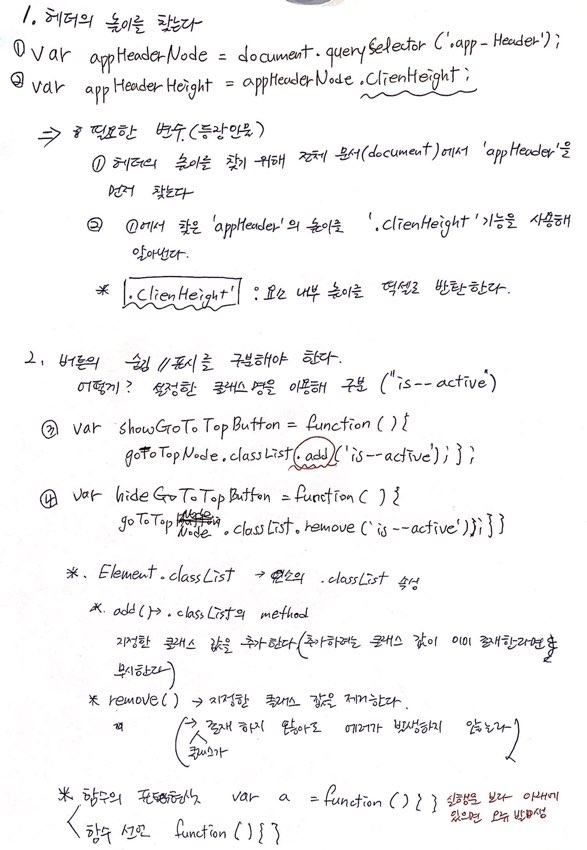 1. 헤더의 높이를 찾는다
① var appHeaderNode = document.querySelector ('.app-Header');
② var appHeaderHeight = appHeaderNode.ClienHeight;
⇒ * 필요한 변수 (등장인물)
① 헤더의 높이를 찾기 위해 전체 문서(document)에서 'appHeader'을
먼저 찾는다
② ①에서 찾은 'appHeader'의 높이를 '.clienHeight' 기능을 사용해
알아낸다.
* .ClienHeight' : 요소 내부 높이를 픽셀로 반환한다.
2. 버튼의 숨김//표시를 구분해야 한다.
어떻게? 설정한 클래스명을 이용해 구분 ("is--active")
③ var showGoToTopButton = function () {
goToTopNode.classList.add('is--active'); };
④ var hideGoToTopButton = function ( ) {
goToTop Node.classList.remove ('is--active')};}}
*. Element.classList → 요소의 .classList 속성
*. add() → .classList의 method
지정한 클래스 값을 추가한다 (추가하려는 클래스 값이 이미 존재한다면
무시한다)
* remove() → 지정한 클래스 값을 제거한다.
" (→ 존재 하지 않아도 에러가 발생하지 않는다)
클래스가
* 함수의 var a = function () { } 실행을 보다 아래에
있으면 오류 발생
함수 선언 function () { }